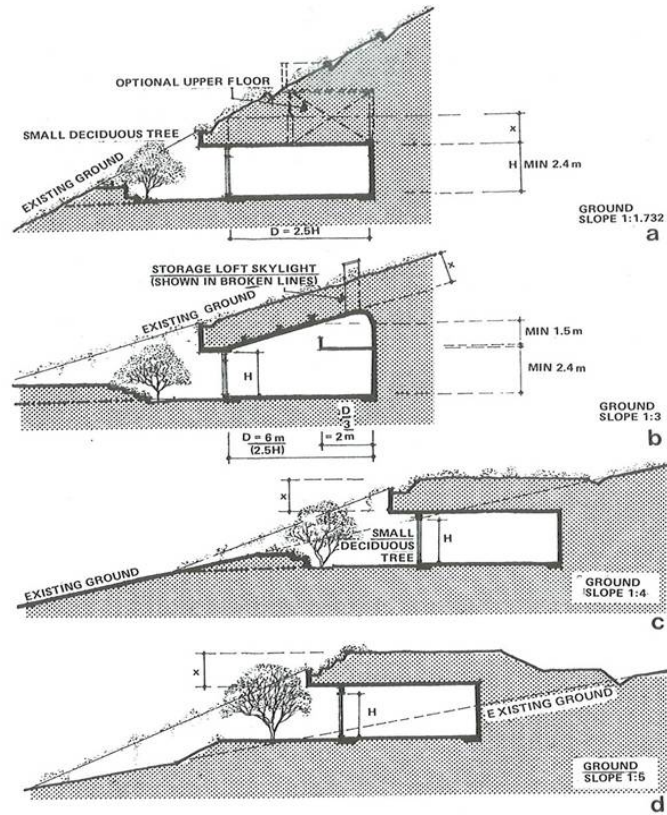 OPTIONAL UPPER FLOOR
SMALL DECIDUOUS TREE
EXISTING GROUND
X
H MIN 2.4 m
D = 2.5H
GROUND
SLOPE 1:1.732
a
STORAGE LOFT SKYLIGHT
(SHOWN IN BROKEN LINES)
EXISTING GROUND
X
MIN 1.5 m
H
MIN 2.4 m
D
3
D = 6 m
= 2 m
(2.5H)
GROUND
SLOPE 1:3
b
X
SMALL
DECIDUOUS
TREE
H
EXISTING GROUND
GROUND
SLOPE 1:4
c
X
H
EXISTING GROUND
GROUND
SLOPE 1:5
d